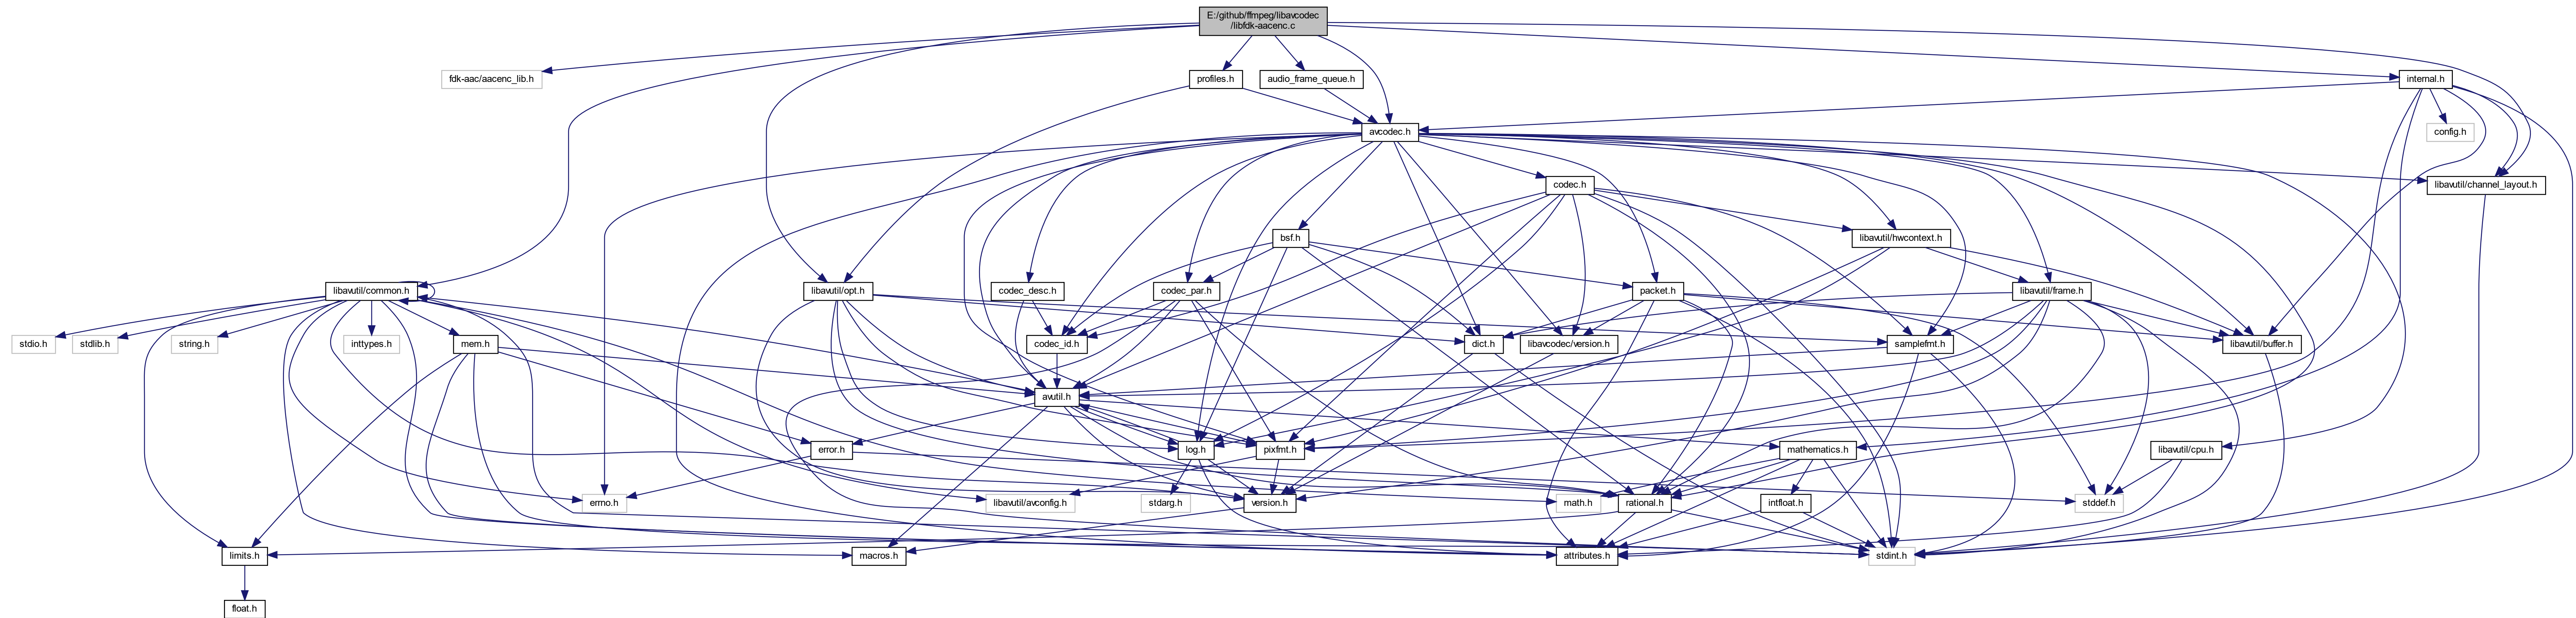 E:/github/ffmpeg/libavcodec
/libfdk-aacenc.c
fdk-aac/aacenc_lib.h
profiles.h
audio_frame_queue.h
internal.h
avcodec.h
config.h
codec.h
libavutil/channel_layout.h
bsf.h
libavutil/hwcontext.h
libavutil/common.h
libavutil/opt.h
codec_desc.h
codec_par.h
packet.h
libavutil/frame.h
stdio.h
stdlib.h
string.h
inttypes.h
mem.h
codec_id.h
dict.h
libavcodec/version.h
samplefmt.h
libavutil/buffer.h
avutil.h
error.h
log.h
pixfmt.h
mathematics.h
libavutil/cpu.h
errno.h
libavutil/avconfig.h
stdarg.h
version.h
math.h
rational.h
intfloat.h
stddef.h
limits.h
macros.h
attributes.h
stdint.h
float.h